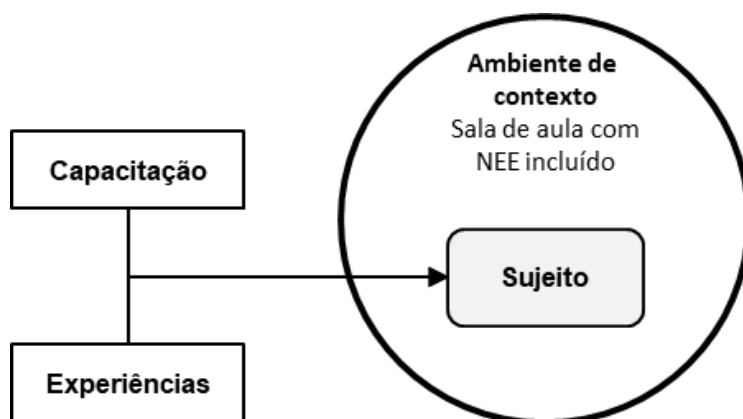 Ambiente de
contexto
Sala de aula com
NEE incluído
Capacitação
Sujeito
Experiências